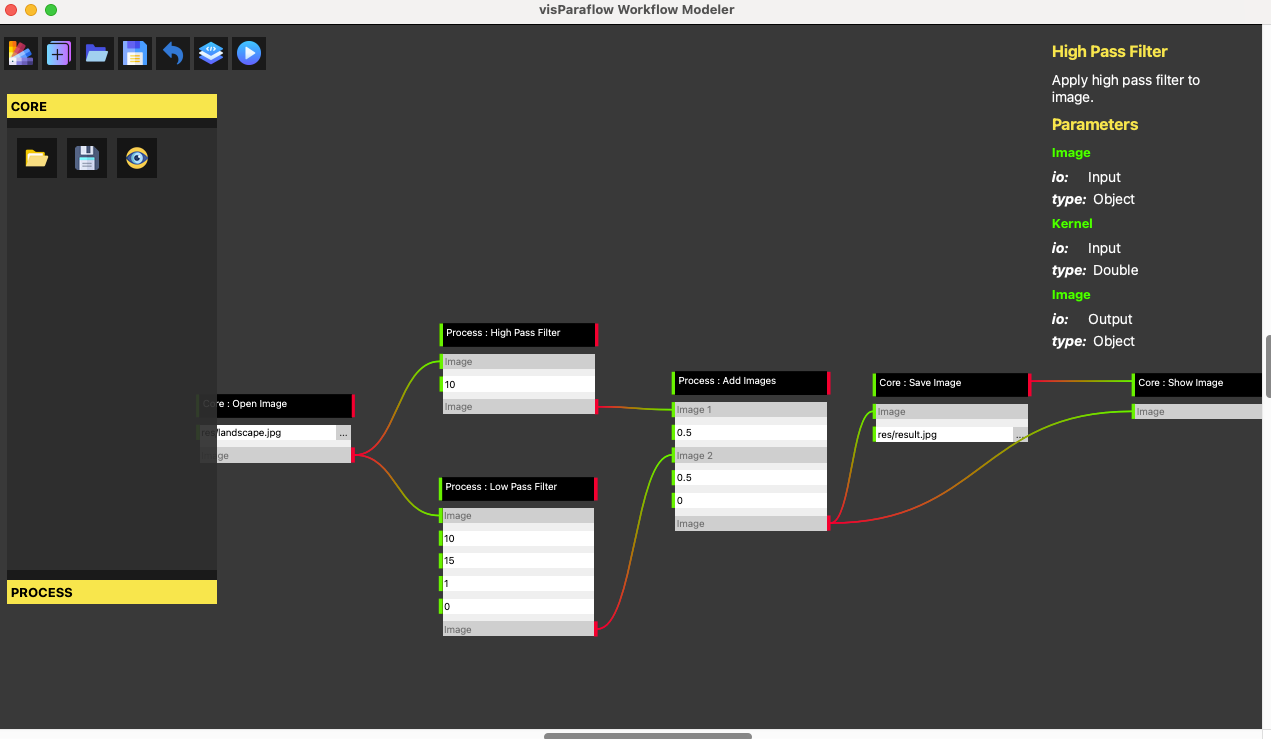 visParaflow Workflow Modeler
CORE
PROCESS
Core : Open Image
res/landscape.jpg
...
Image
Process : High Pass Filter
Image
10
Image
Process : Low Pass Filter
Image
10
15
1
0
Image
Process : Add Images
Image 1
0.5
Image 2
0.5
0
Image
Core : Save Image
Image
res/result.jpg
...
Core : Show Image
Image
High Pass Filter
Apply high pass filter to
image.
Parameters
Image
io: Input
type: Object
Kernel
io: Input
type: Double
Image
io: Output
type: Object